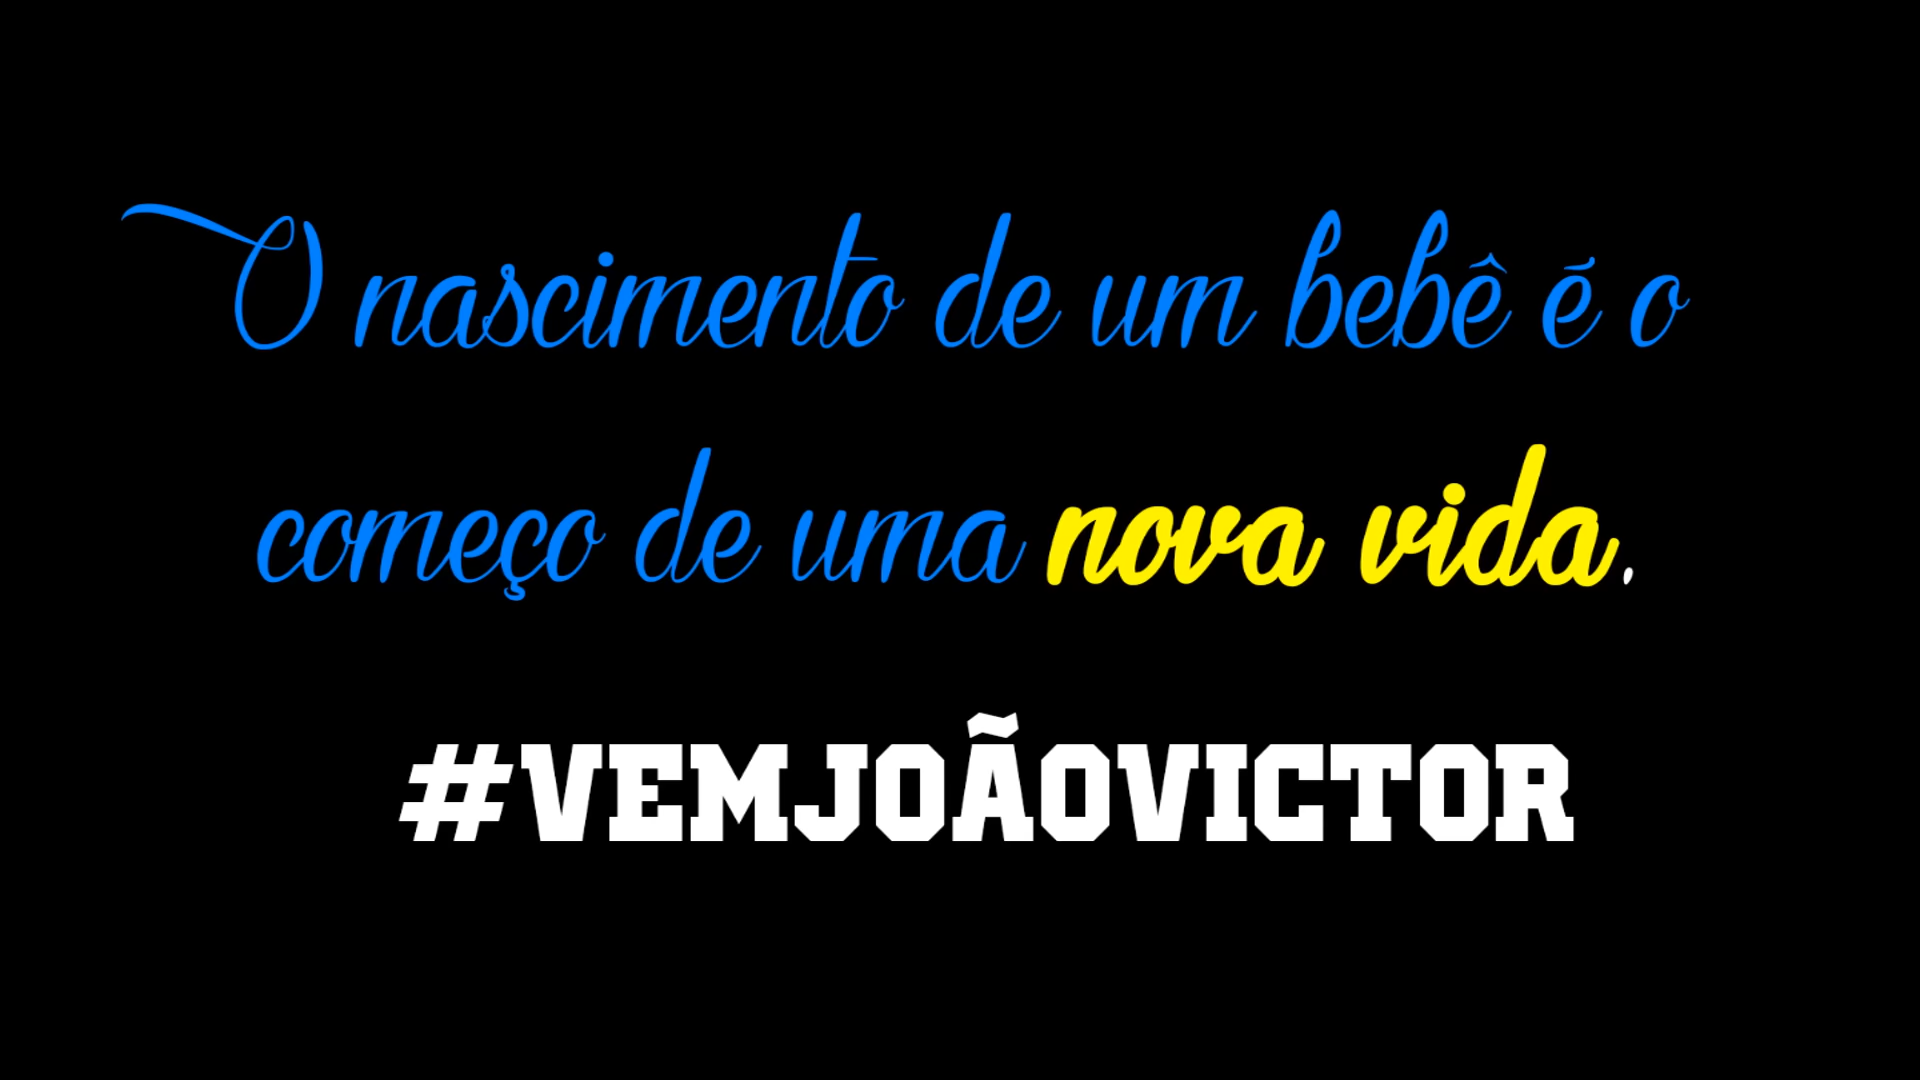 O nascimento de um bebê é o
começo de uma nova vida.
#VEMJOÃOVICTOR